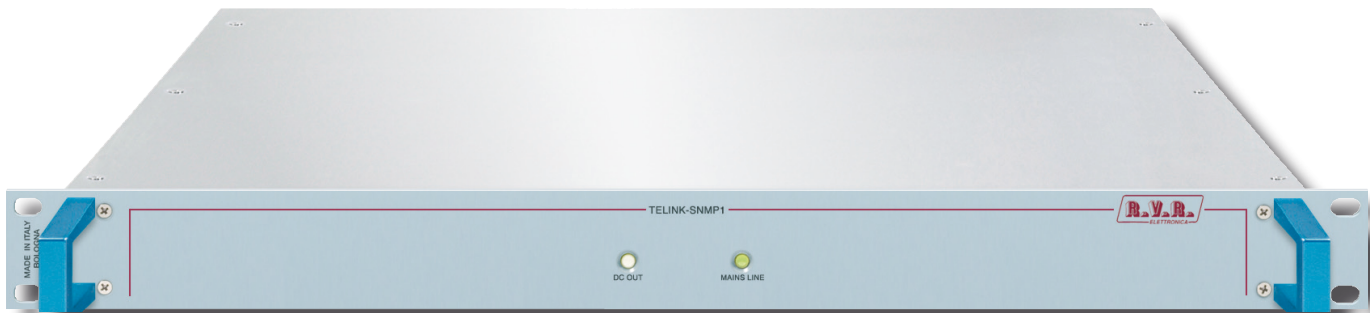 TELINK-SNMP1
R.V.R.
ELETTRONICA
MADE IN ITALY
BOLOGNA
DC OUT
MAINS LINE